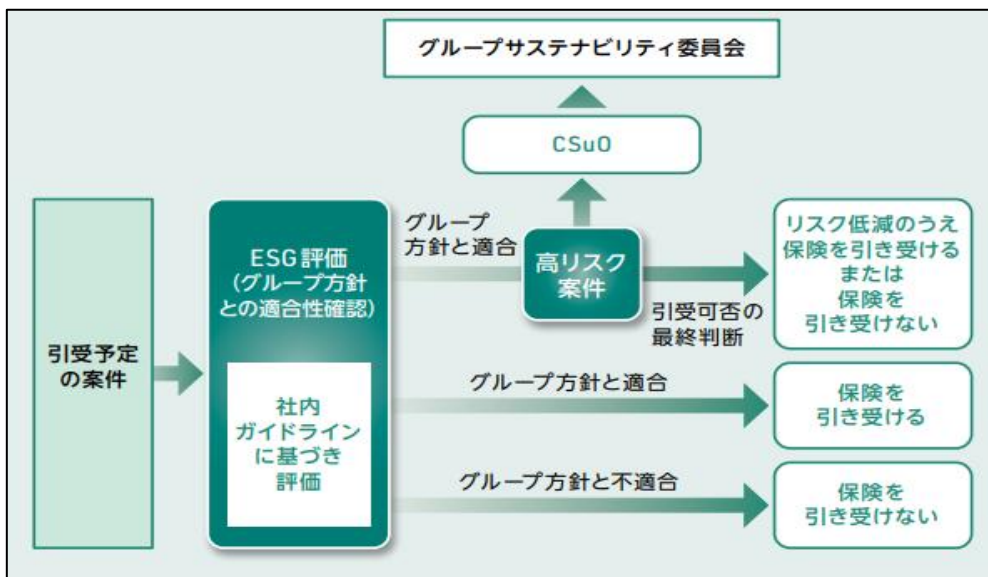 グループサステナビリティ委員会
CSuO
引受予定
の案件
ESG評価
(グループ方針
との適合性確認)
社内
ガイドライン
に基づき
評価
グループ
方針と適合
高リスク
案件
引受可否の
最終判断
リスク低減のうえ
保険を引き受ける
または
保険を
引き受けない
グループ方針と適合
保険を
引き受ける
グループ方針と不適合
保険を
引き受けない